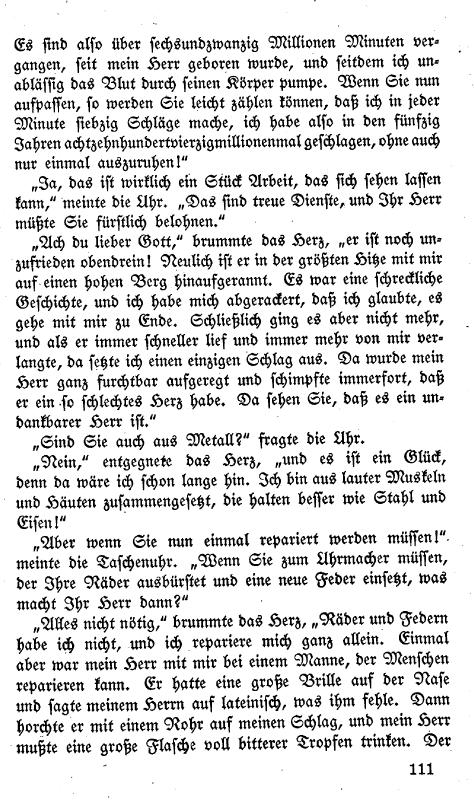 Es sind also über sechsundzwanzig Millionen Minuten ver-
gangen, seit mein Herr geboren wurde, und seitdem ich un-
ablässig das Blut durch seinen Körper pumpe. Wenn Sie nun
aufpassen, so werden Sie leicht zählen können, daß ich in jeder
Minute siebzig Schläge mache, ich habe also in den fünfzig
Jahren achtzehnhundertvierzigmillionenmal geschlagen, ohne auch
nur einmal auszuruhen!“
„Ja, das ist wirklich ein Stück Arbeit, das sich sehen lassen
kann,“ meinte die Uhr. „Das sind treue Dienste, und Ihr Herr
müßte Sie fürstlich belohnen.“
„Ach du lieber Gott,“ brummte das Herz, „er ist noch un-
zufrieden obendrein! Neulich ist er in der größten Hitze mit mir
auf einen hohen Berg hinaufgerannt. Es war eine schreckliche
Geschichte, und ich habe mich abgerackert, daß ich glaubte, es
gehe mit mir zu Ende. Schließlich ging es aber nicht mehr,
und als er immer schneller lief und immer mehr von mir ver-
langte, da setzte ich einen einzigen Schlag aus. Da wurde mein
Herr ganz furchtbar aufgeregt und schimpfte immerfort, daß
er ein so schlechtes Herz habe. Da sehen Sie, daß es ein un-
dankbarer Herr ist.“
„Sind Sie auch aus Metall?“ fragte die Uhr.
„Nein,“ entgegnete das Herz, „und es ist ein Glück,
denn da wäre ich schon lange hin. Ich bin aus lauter Muskeln
und Häuten zusammengesetzt, die halten besser wie Stahl und
Eisen!“
„Aber wenn Sie nun einmal repariert werden müssen!“
meinte die Taschenuhr. „Wenn Sie zum Uhrmacher müssen,
der Ihre Räder ausbürstet und eine neue Feder einsetzt, was
macht Ihr Herr dann?“
„Alles nicht nötig,“ brummte das Herz, „Räder und Federn
habe ich nicht, und ich repariere mich ganz allein. Einmal
aber war mein Herr mit mir bei einem Manne, der Menschen
reparieren kann. Er hatte eine große Brille auf der Nase
und sagte meinem Herrn auf lateinisch, was ihm fehle. Dann
horchte er mit einem Rohr auf meinen Schlag, und mein Herr
mußte eine große Flasche voll bitterer Tropfen trinken. Der
111